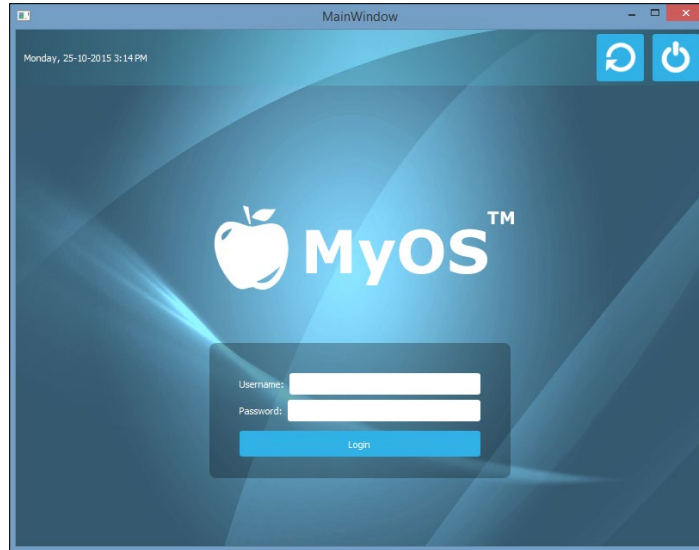 MainWindow
Monday, 25-10-2015 3:14 PM
MyOS™
Username:
Password:
Login